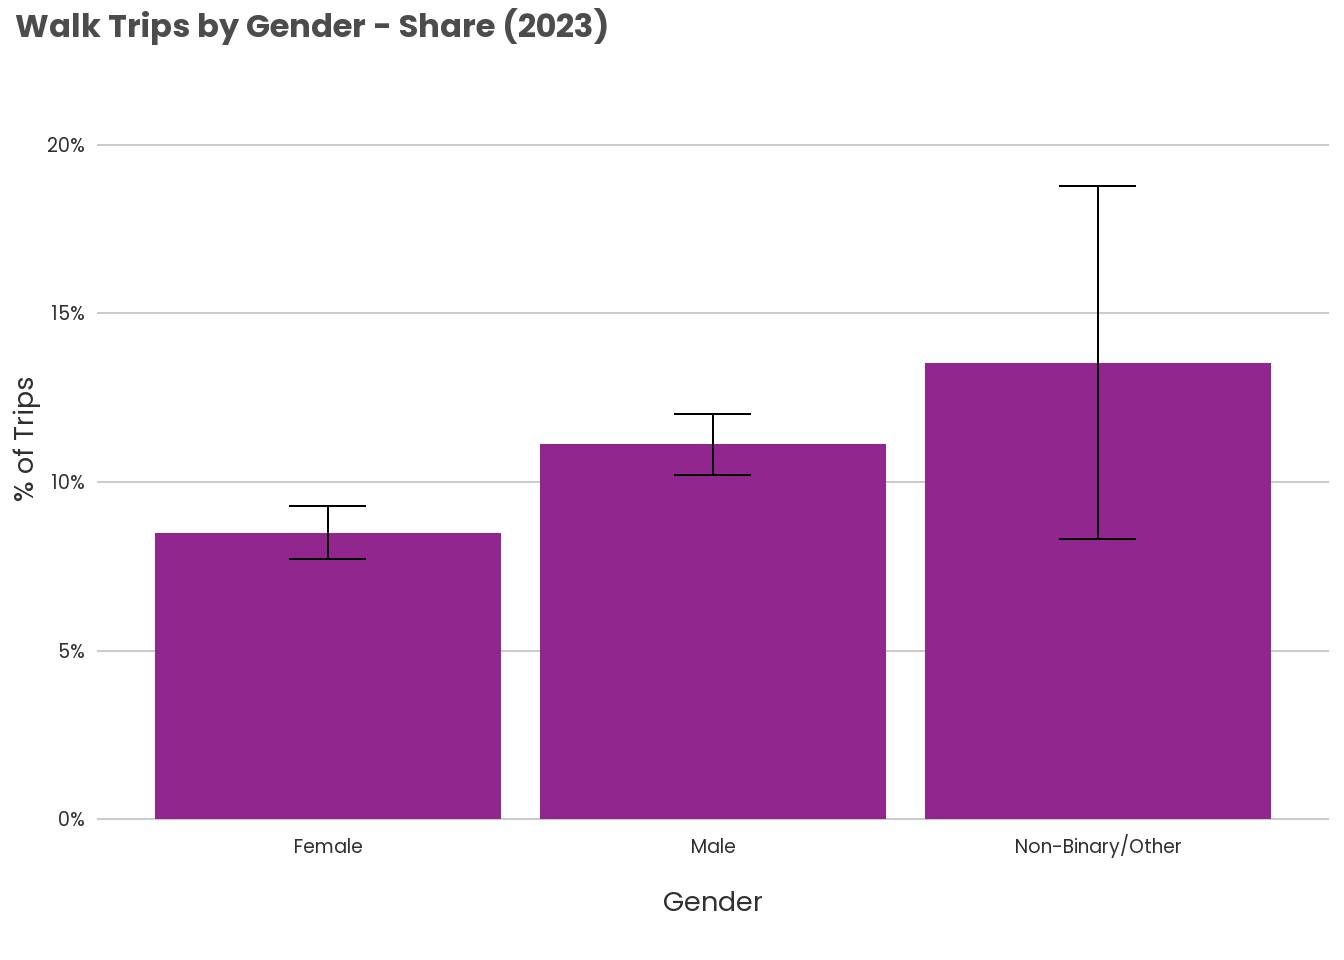 Walk Trips by Gender - Share (2023)
20%
15%
10%
5%
0%
% of Trips
Female
Male
Non-Binary/Other
Gender